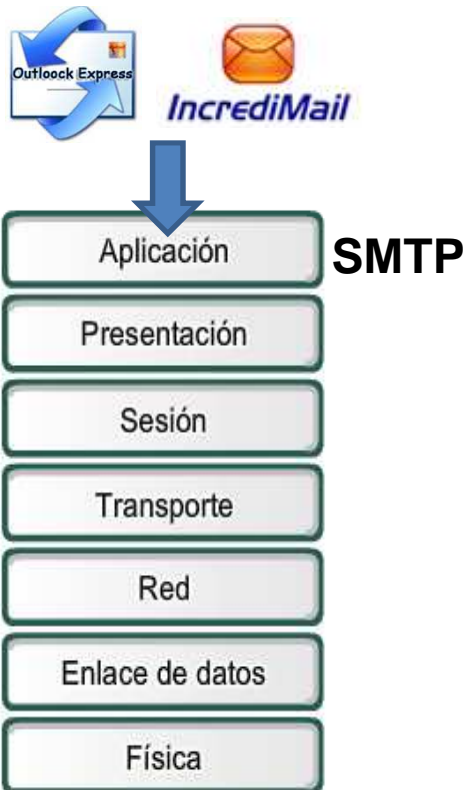 Outloock Express
IncrediMail
Aplicación SMTP
Presentación
Sesión
Transporte
Red
Enlace de datos
Física